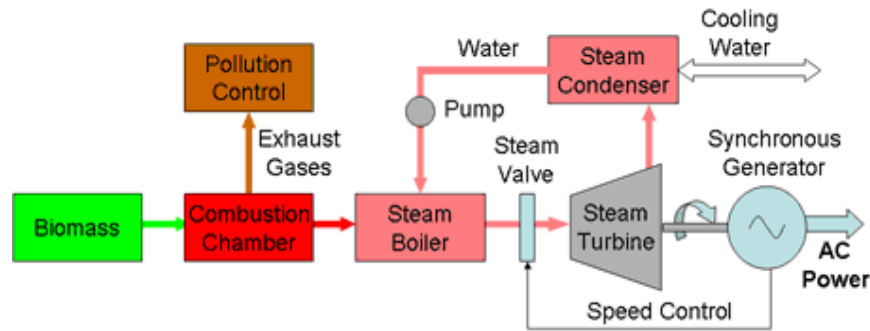 Cooling
Water
Water
Steam
Condenser
Pollution
Control
Pump
Exhaust
Gases
Steam
Valve
Synchronous
Generator
Biomass
Combustion
Chamber
Steam
Boiler
Steam
Turbine
AC
Power
Speed Control